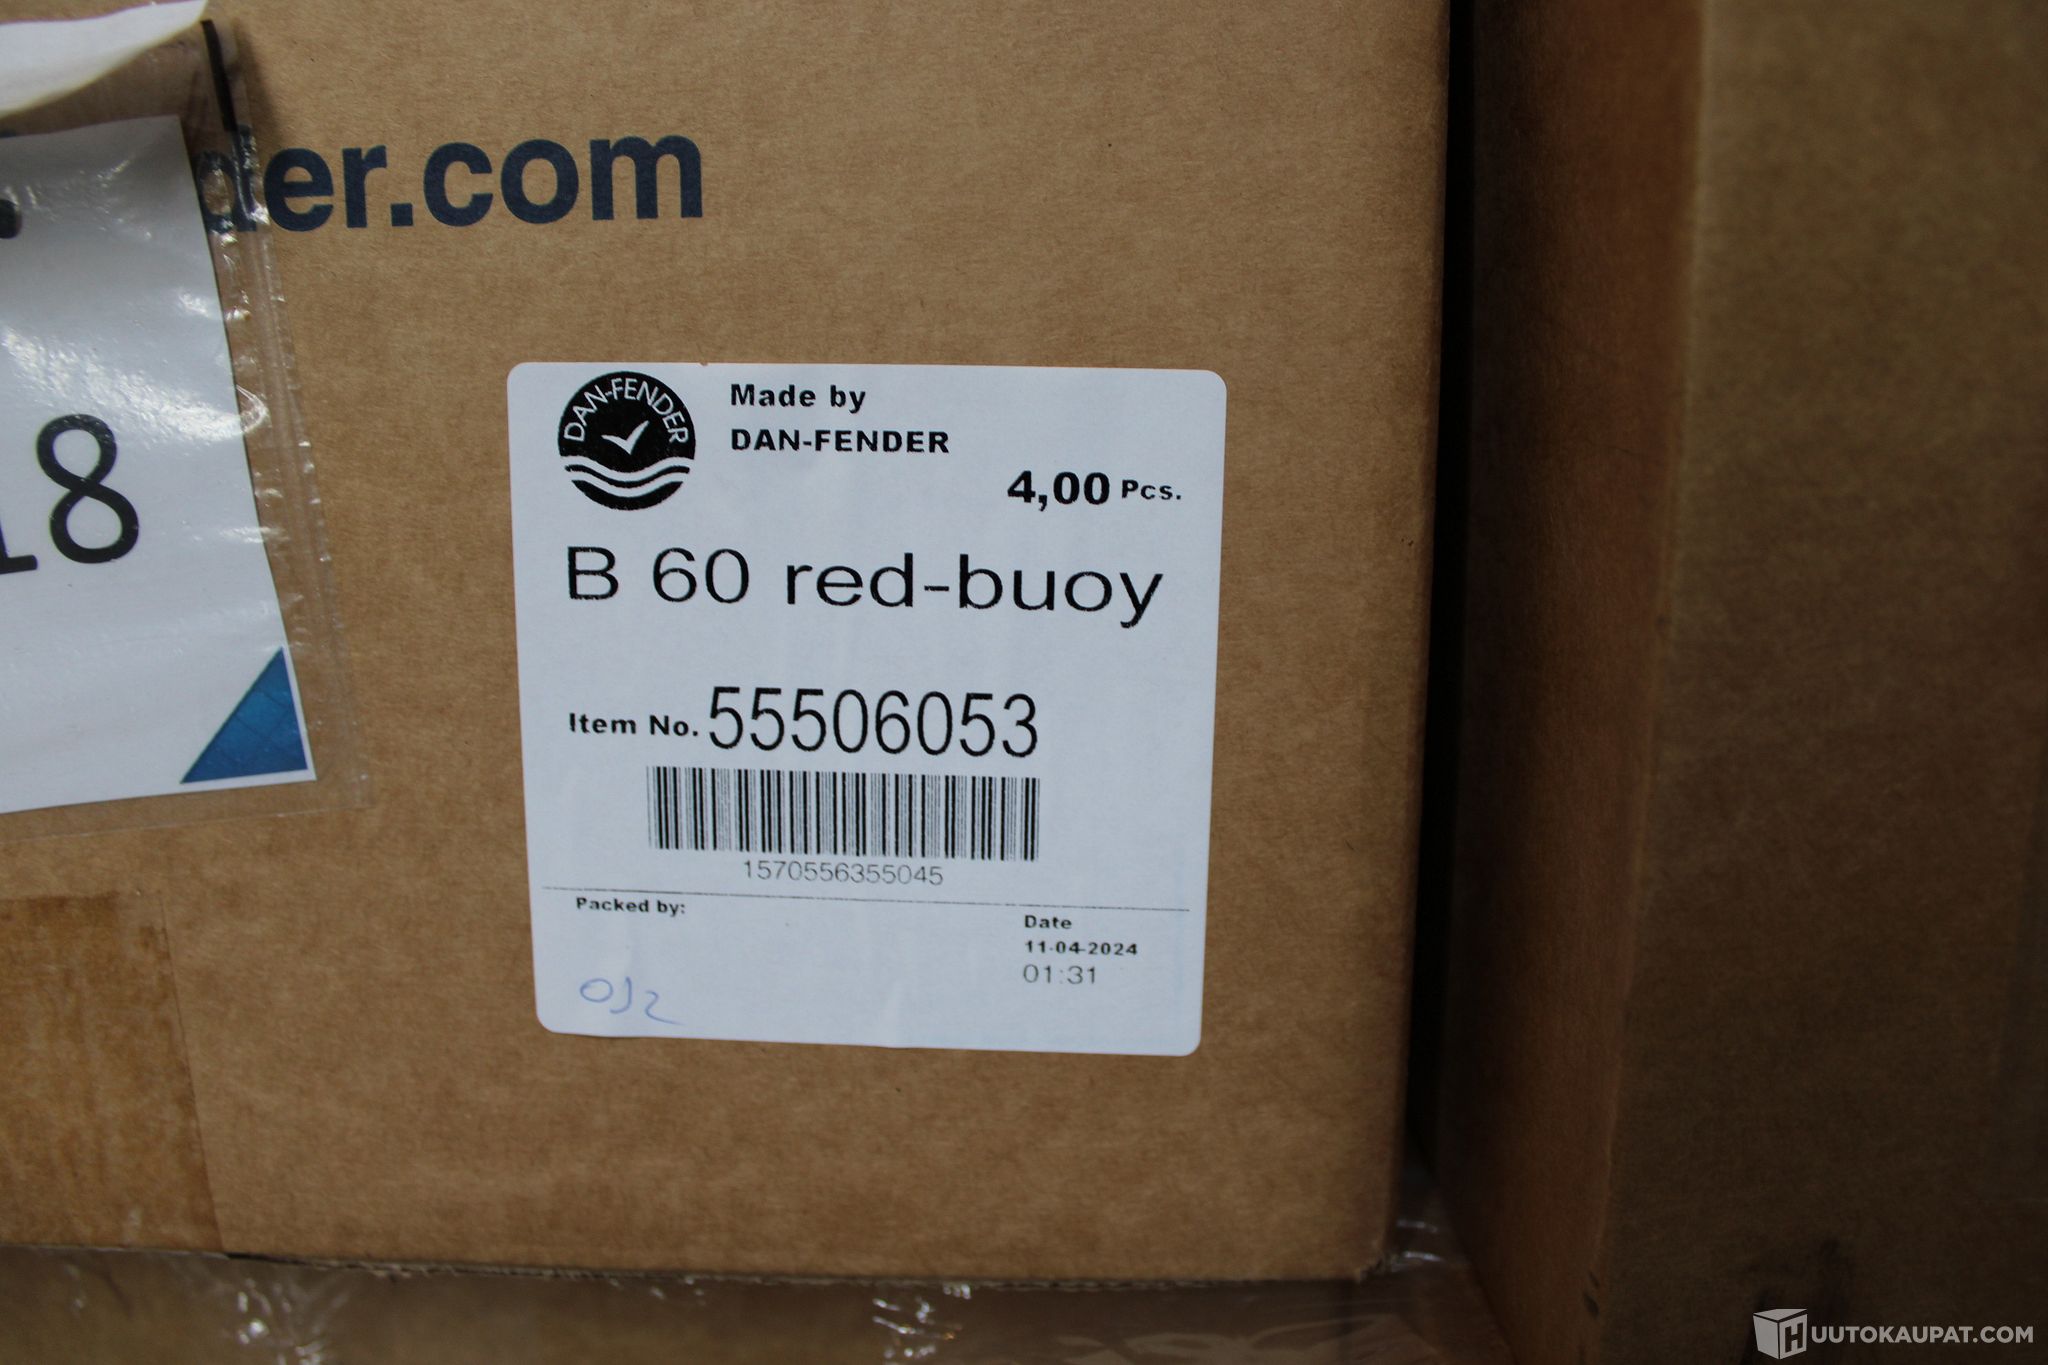 der.com
18
DAN-FENDER
Made by
DAN-FENDER
4,00 Pcs.
B 60 red-buoy
Item No. 55506053
1570556355045
Packed by:
Date
11-04-2024
01:31
HUUTOKAUPAT.COM